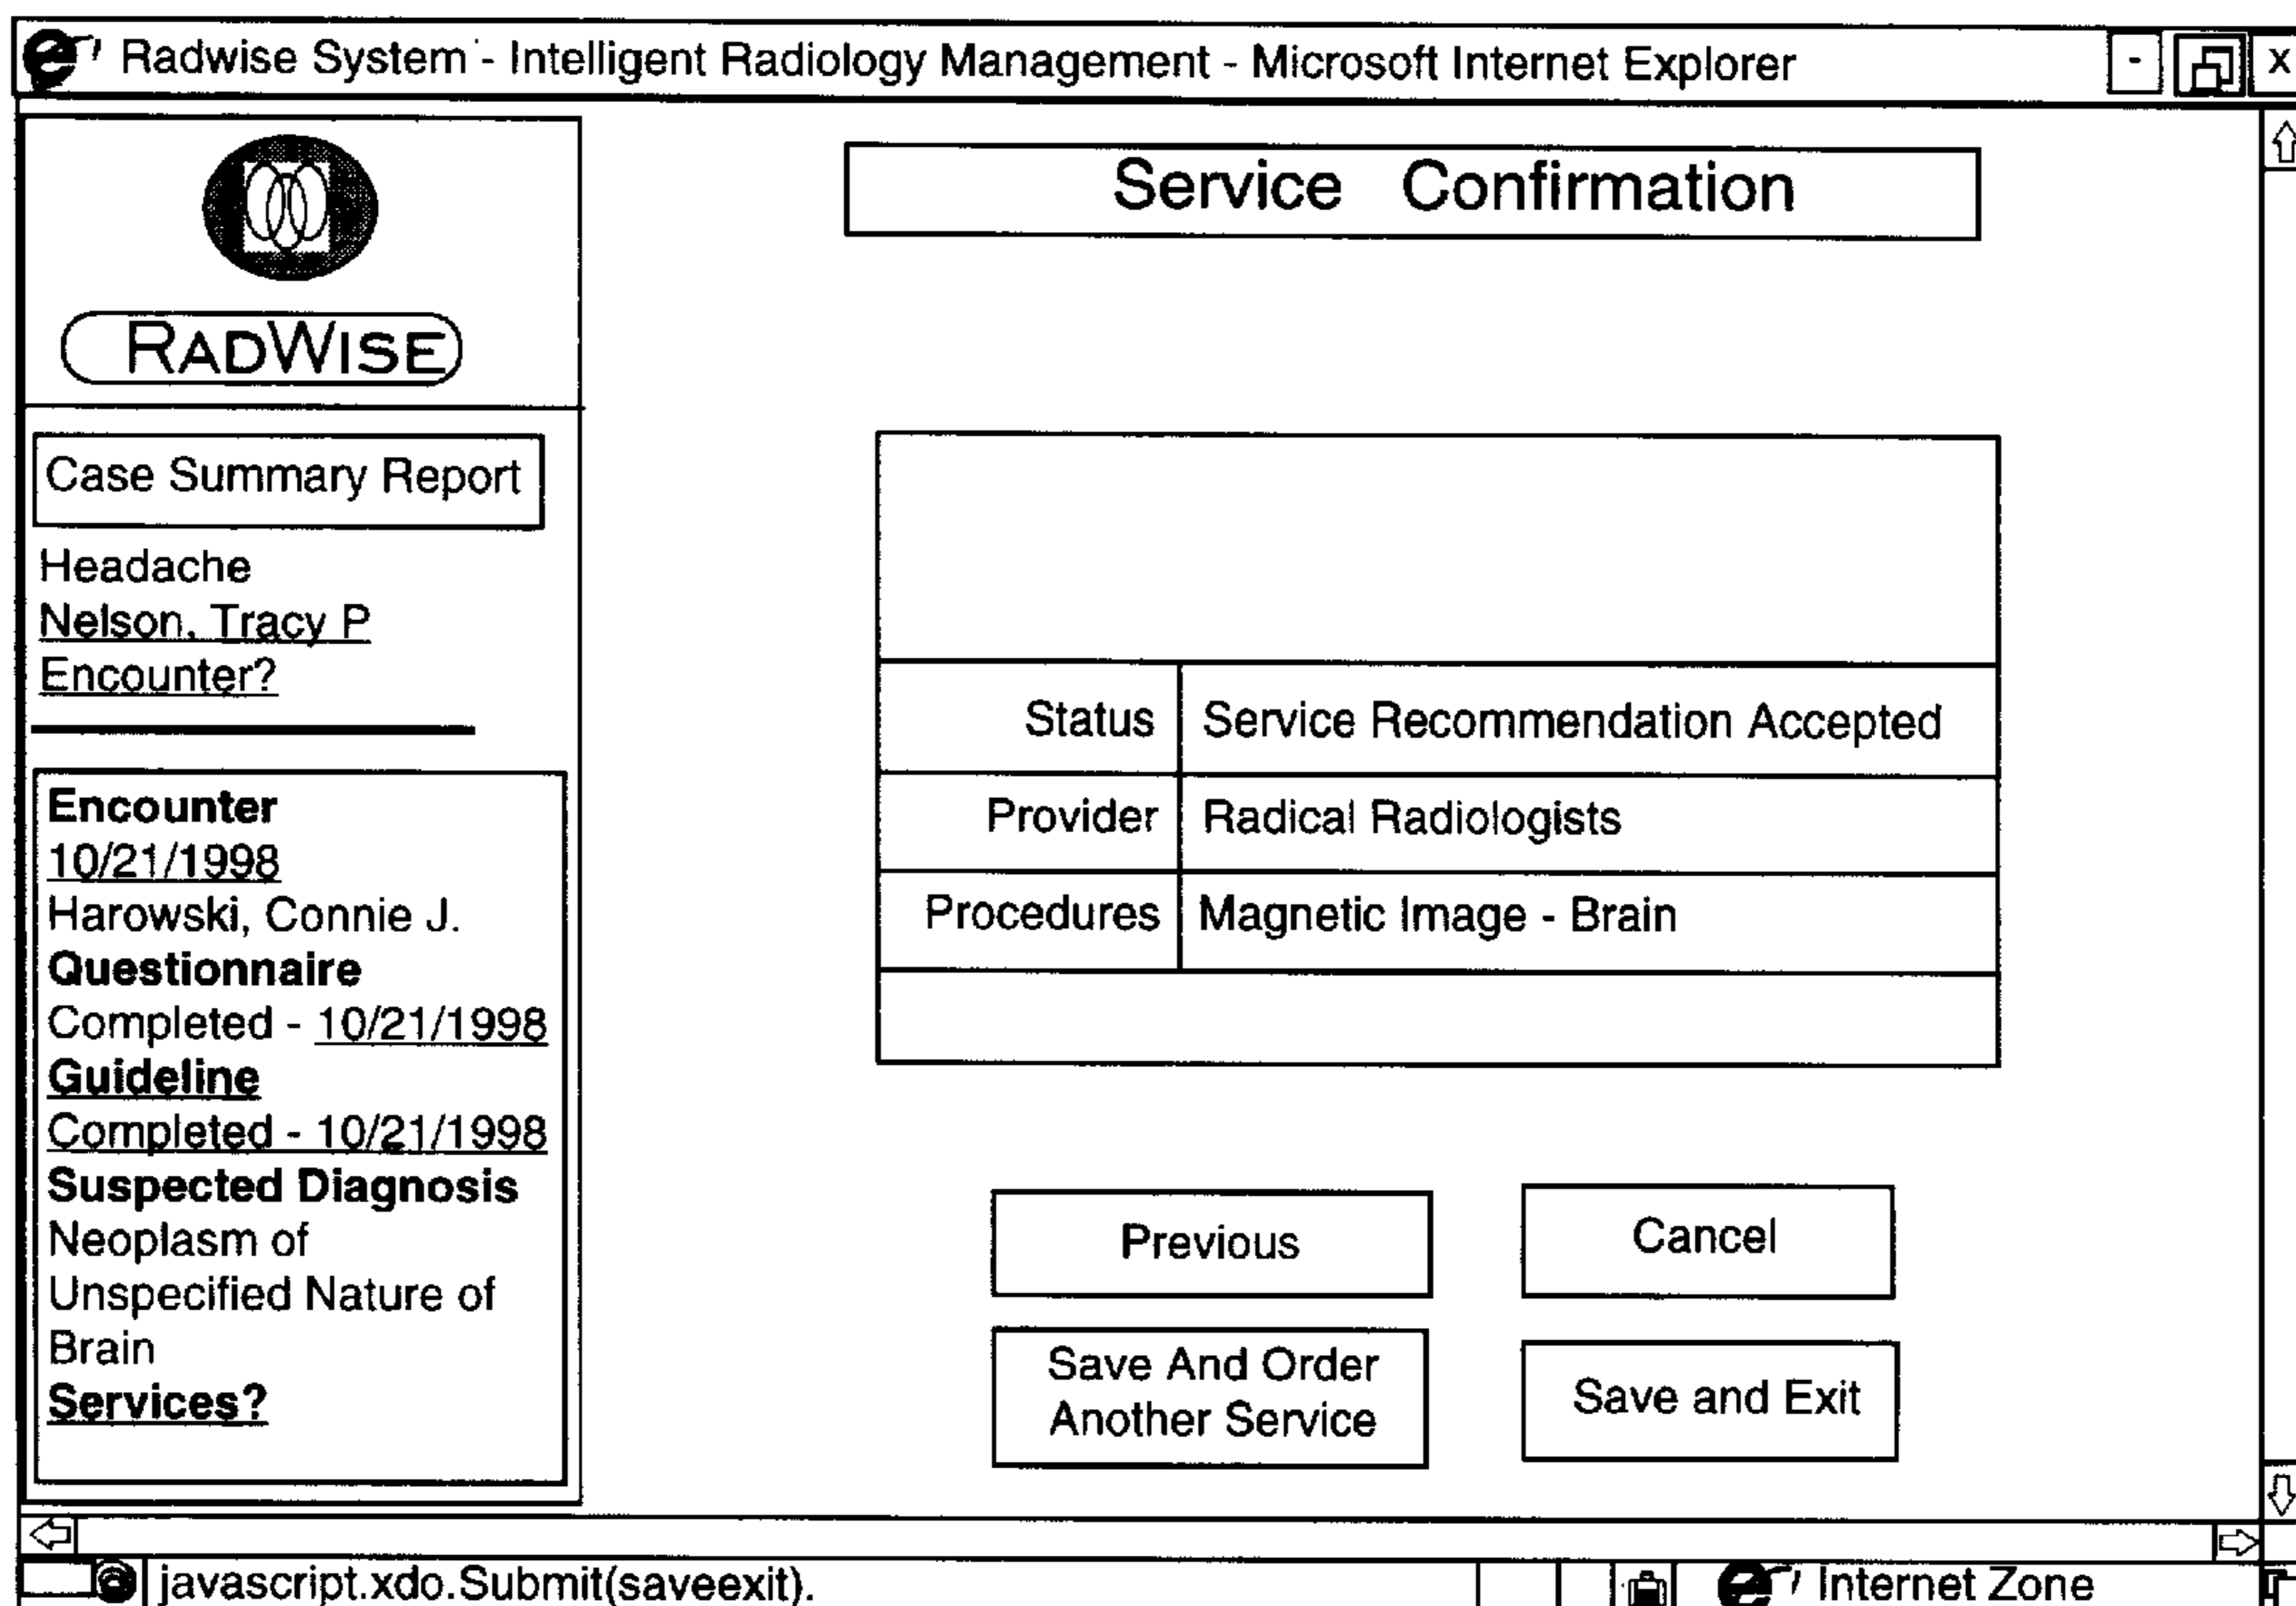 Radwise System - Intelligent Radiology Management - Microsoft Internet Explorer
- X
RADWISE
Case Summary Report
Headache
Nelson, Tracy P
Encounter?
Encounter
10/21/1998
Harowski, Connie J.
Questionnaire
Completed - 10/21/1998
Guideline
Completed - 10/21/1998
Suspected Diagnosis
Neoplasm of
Unspecified Nature of
Brain
Services?
Service Confirmation
Status Service Recommendation Accepted
Provider Radical Radiologists
Procedures Magnetic Image - Brain
Previous
Cancel
Save And Order
Another Service
Save and Exit
javascript.xdo.Submit(saveexit).
Internet Zone